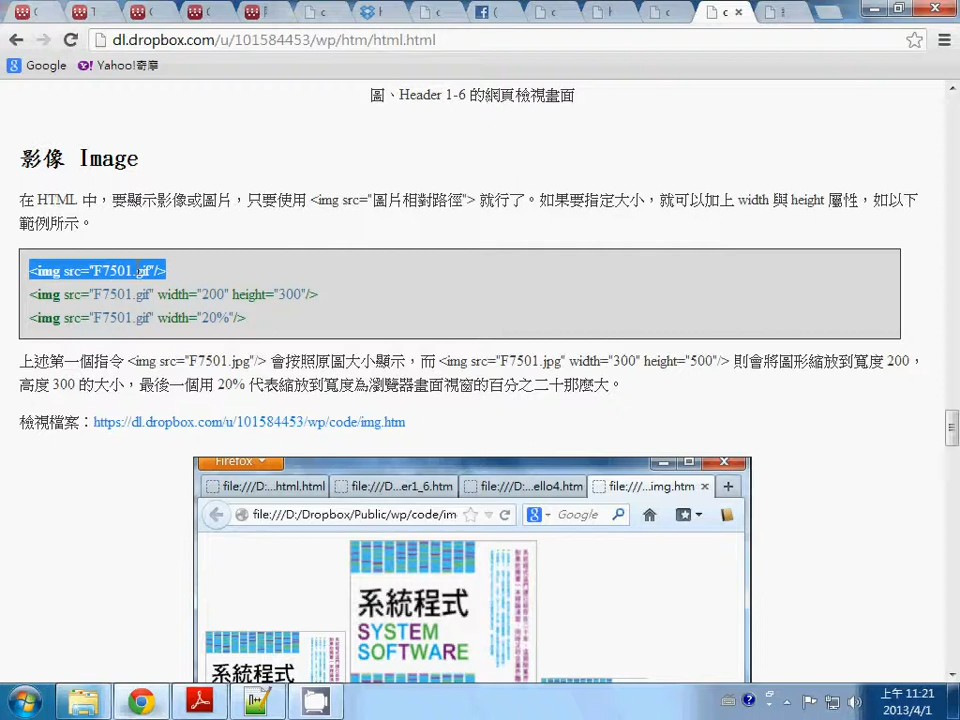 dl.dropbox.com/u/101584453/wp/htm/html.html
Google Yahoo!奇摩
圖、Header 1-6 的網頁檢視畫面
影像 Image
在 HTML 中，要顯示影像或圖片，只要使用 <img src="圖片相對路徑"> 就行了。如果要指定大小，就可以加上 width 與 height 屬性，如以下
範例所示。
<img src="F7501.gif"/>
<img src="F7501.gif" width="200" height="300"/>
<img src="F7501.gif" width="20%"/>
上述第一個指令 <img src="F7501.jpg"/> 會按照原圖大小顯示，而 <img src="F7501.jpg" width="300" height="500"/> 則會將圖形縮放到寬度 200，
高度 300 的大小，最後一個用 20% 代表縮放到寬度為瀏覽器畫面視窗的百分之二十那麼大。
檢視檔案：https://dl.dropbox.com/u/101584453/wp/code/img.htm
Firefox
file:///D:...html.html file:///D...er1_6.htm file:///D:...ello4.htm file:///...img.htm
file:///D:/Dropbox/Public/wp/code/im Google
系統程式
SYSTEM
SOFTWARE
系統程式
上午 11:21
2013/4/1